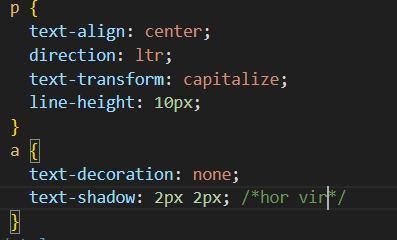 p {
text-align: center;
direction: ltr;
text-transform: capitalize;
line-height: 10px;
}
a {
text-decoration: none;
text-shadow: 2px 2px; /*hor vir*/
}